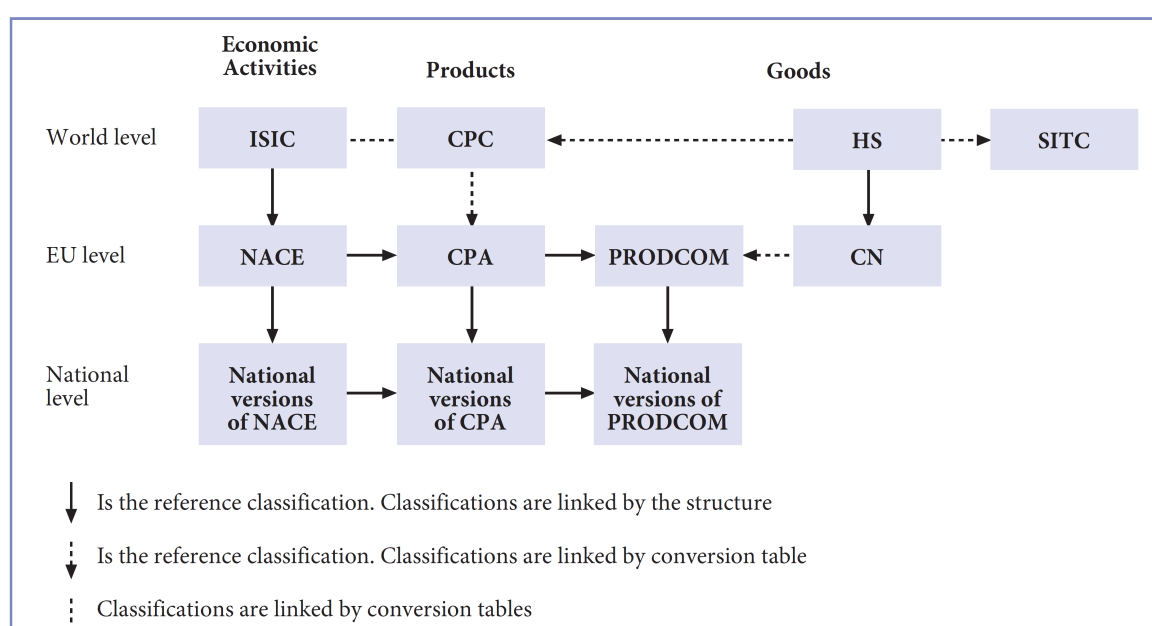 Economic
Activities
Products
Goods
World level
ISIC
CPC
HS
SITC
EU level
NACE
CPA
PRODCOM
CN
National
level
National
versions
of NACE
National
versions
of CPA
National
versions of
PRODCOM
Is the reference classification. Classifications are linked by the structure
Is the reference classification. Classifications are linked by conversion table
Classifications are linked by conversion tables